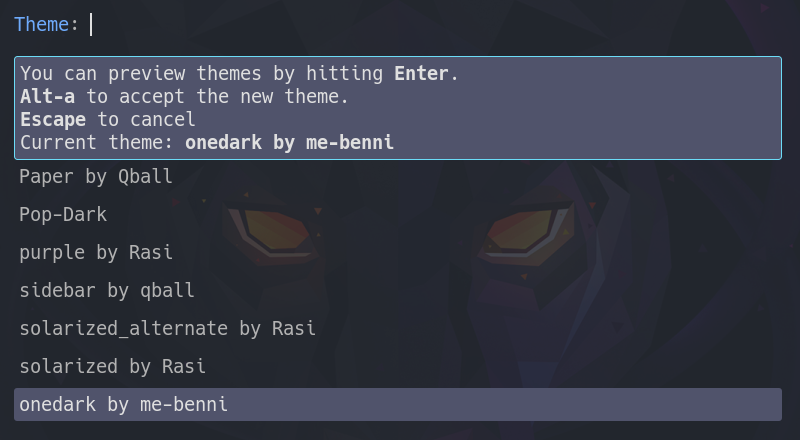 Theme:
You can preview themes by hitting Enter.
Alt-a to accept the new theme.
Escape to cancel
Current theme: onedark by me-benni
Paper by Qball
Pop-Dark
purple by Rasi
sidebar by qball
solarized_alternate by Rasi
solarized by Rasi
onedark by me-benni